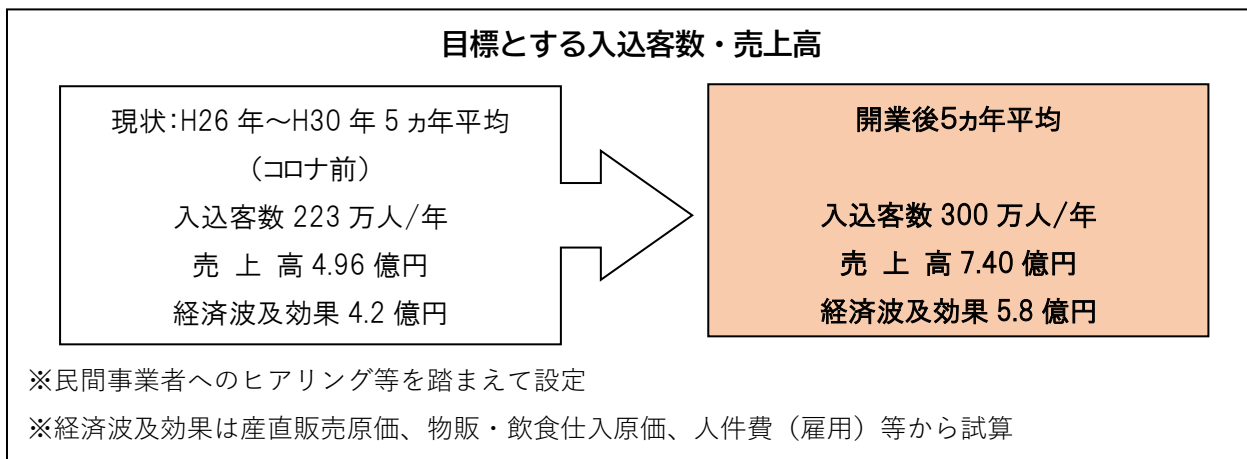 目標とする入込客数・売上高
現状:H26 年～H30 年 5 ヵ年平均
(コロナ前)
入込客数 223 万人/年
売 上 高 4.96 億円
経済波及効果 4.2 億円
開業後5ヵ年平均
入込客数 300 万人/年
売 上 高 7.40 億円
経済波及効果 5.8 億円
※民間事業者へのヒアリング等を踏まえて設定
※経済波及効果は産直販売原価、物販・飲食仕入原価、人件費（雇用）等から試算